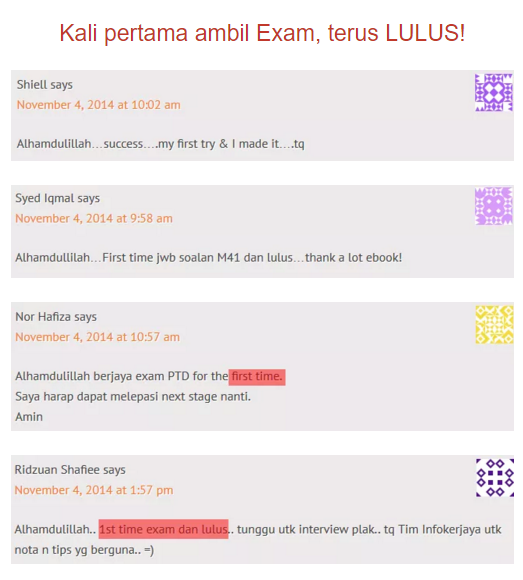 Kali pertama ambil Exam, terus LULUS!
Shiell says
November 4, 2014 at 10:02 am
Alhamdulillah…success….my first try & I made it….tq
Syed Iqmal says
November 4, 2014 at 9:58 am
Alhamdullilah…First time jwb soalan M41 dan lulus…thank a lot ebook!
Nor Hafiza says
November 4, 2014 at 10:57 am
Alhamdulillah berjaya exam PTD for the first time.
Saya harap dapat melepasi next stage nanti.
Amin
Ridzuan Shafiee says
November 4, 2014 at 1:57 pm
Alhamdulillah.. 1st time exam dan lulus.. tunggu utk interview plak.. tq Tim Infokerjaya utk
nota n tips yg berguna.. =)